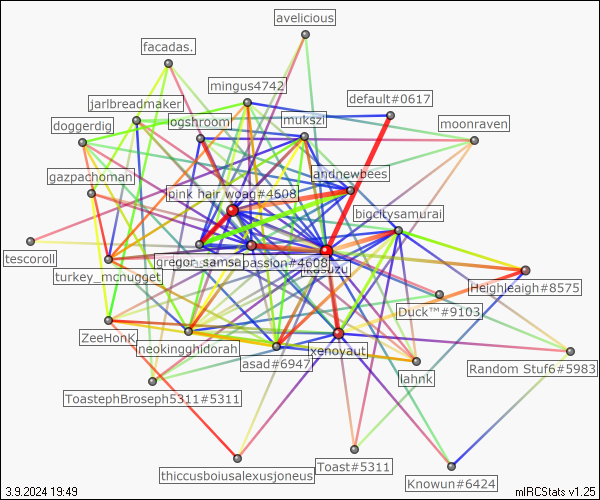 avelicious
facadas.
mingus4742
default#0617
jarlbreadmaker
ogshroom
mukszi
moonraven
doggerdig
gazpachoman
andnewbees
pink hair woag#4608
bigcitysamurai
tescoroll
gregor_samsa
passion#4608
ikasuzu
turkey_mcnugget
Heighleaigh#8575
Duck™#9103
ZeeHonk
neokingghidorah
xenoyaut
asad#6947
lahnk
Random Stuf6#5983
ToastephBroseph5311#5311
thiccusboiusalexusjoneus
Toast#5311
Knowun#6424
3.9.2024 19:49
mIRCStats v1.25